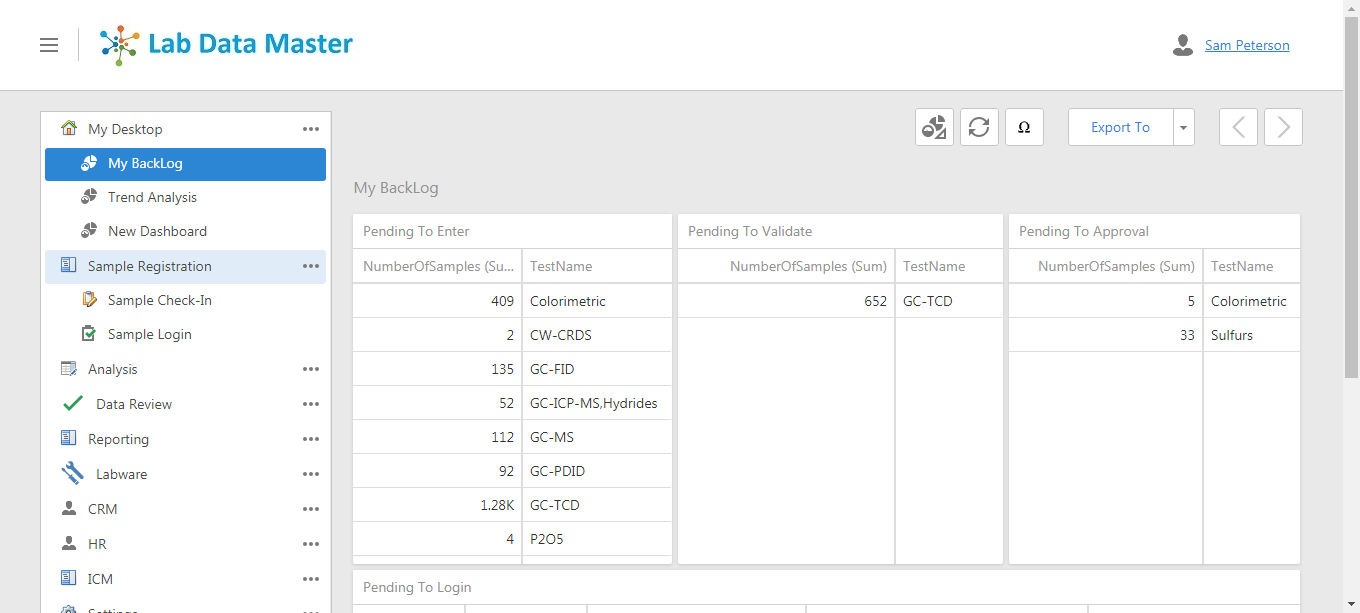 Lab Data Master
Sam Peterson
My Desktop
My BackLog
Trend Analysis
New Dashboard
Sample Registration
Sample Check-In
Sample Login
Analysis
Data Review
Reporting
Labware
CRM
HR
ICM
Settings
Ω
Export To
My BackLog
Pending To Enter
NumberOfSamples (Su... TestName
409 Colorimetric
2 CW-CRDS
135 GC-FID
52 GC-ICP-MS,Hydrides
112 GC-MS
92 GC-PDID
1.28K GC-TCD
4 P2O5
Pending To Validate
NumberOfSamples (Sum) TestName
652 GC-TCD
Pending To Approval
NumberOfSamples (Sum) TestName
5 Colorimetric
33 Sulfurs
Pending To Login